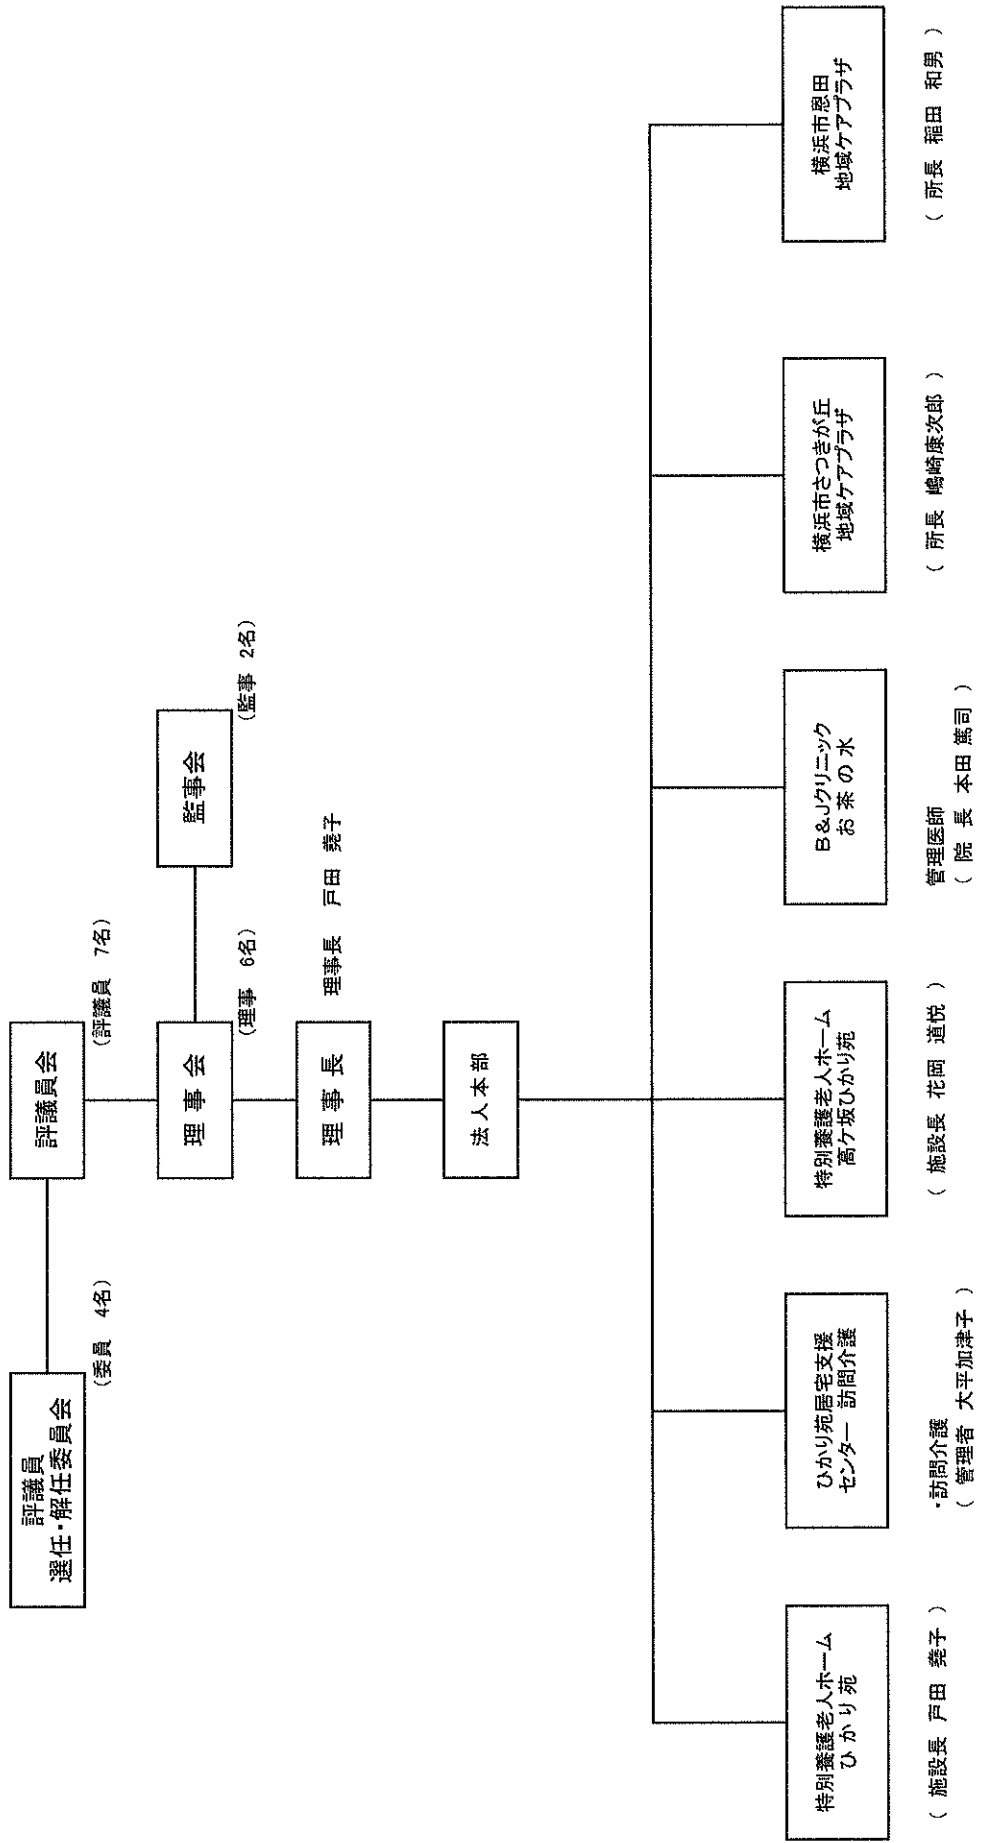 評議員
選任・解任委員会
(委員 4名)
評議員会
(評議員 7名)
理 事 会
(理事 6名)
監事会
(監事 2名)
理 事 長
理事長 戸田 堯子
法人本部
特別養護老人ホーム
ひ か り 苑
( 施設長 戸田 堯子 )
ひかり苑居宅支援
センター 訪問介護
・訪問介護
( 管理者 大平加津子 )
特別養護老人ホーム
高ケ坂ひかり苑
( 施設長 花岡 道悦 )
B&Jクリニック
お 茶 の 水
管理医師
( 院 長 本田 篤司 )
横浜市さつきが丘
地域ケアプラザ
( 所長 嶋崎康次郎 )
横浜市恩田
地域ケアプラザ
( 所長 稲田 和男 )